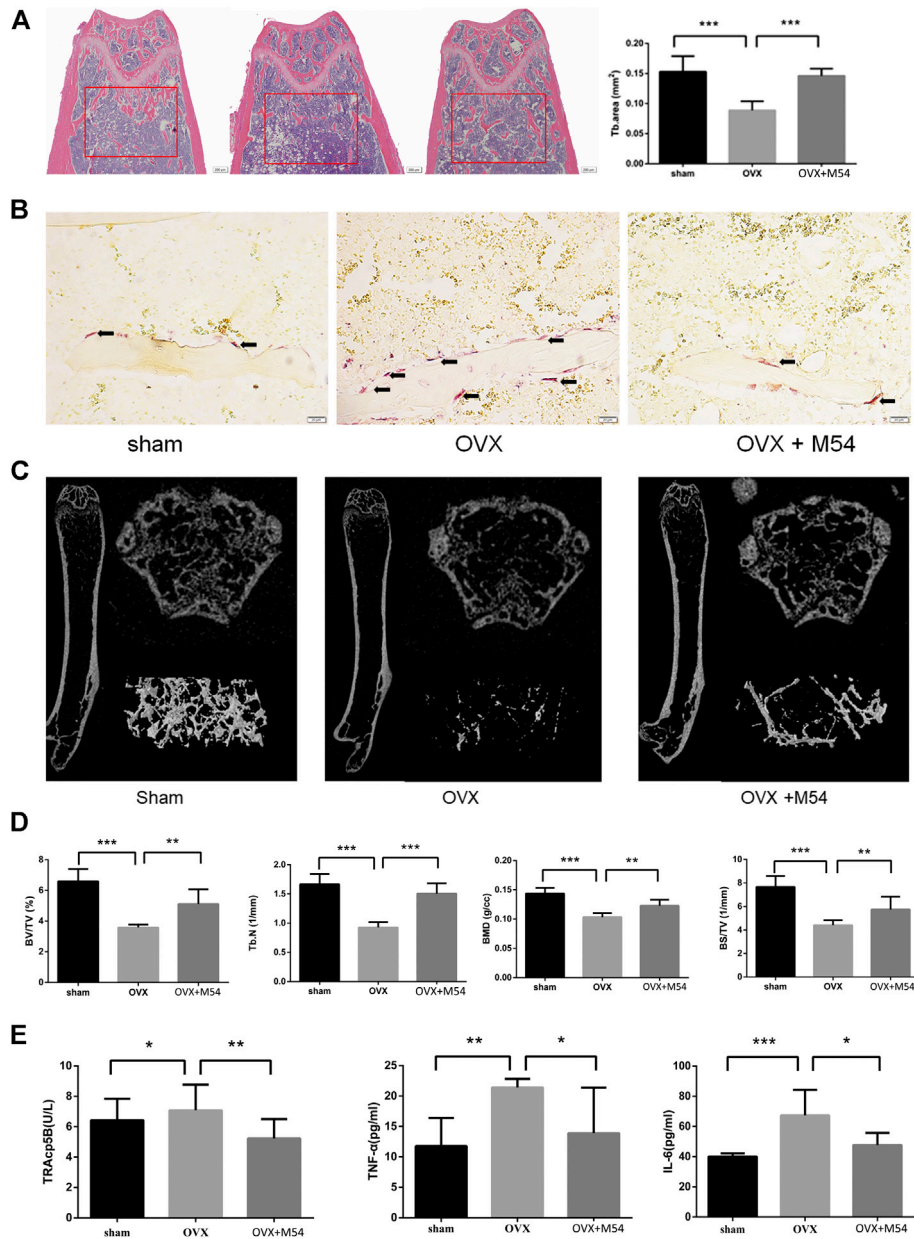 A
*** ***
Tb.area (mm²)
0.15
0.10
0.05
0.00
sham OVX OVX+M54
B
sham OVX OVX + M54
C
Sham OVX OVX +M54
D
*** **
BV/TV (%)
8
6
4
2
0
sham OVX OVX+M54
*** ***
Tb.N (1/mm)
2.0
1.5
1.0
0.5
0.0
sham OVX OVX+M54
*** **
BMD (g/cc)
0.20
0.15
0.10
0.05
0.00
sham OVX OVX+M54
*** **
BS/TV (1/mm)
10
8
6
4
2
0
sham OVX OVX+M54
E
* **
TRAcp5B(U/L)
10
8
6
4
2
0
sham OVX OVX+M54
** *
TNF-α(pg/ml)
25
20
15
10
5
0
sham OVX OVX+M54
*** *
IL-6(pg/ml)
100
80
60
40
20
0
sham OVX OVX+M54